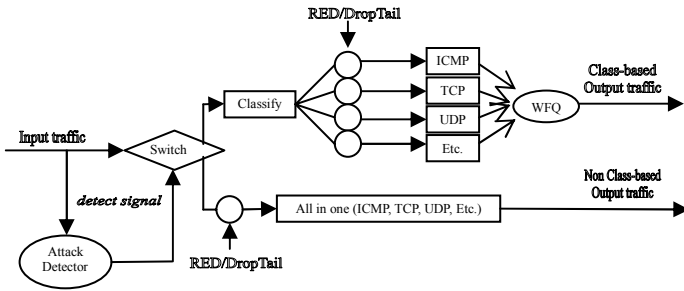 RED/DropTail
ICMP
Class-based
Output traffic
Classify
TCP
WFQ
UDP
Input traffic
Switch
Etc.
Non Class-based
Output traffic
detect signal
All in one (ICMP, TCP, UDP, Etc.)
Attack
Detector
RED/DropTail